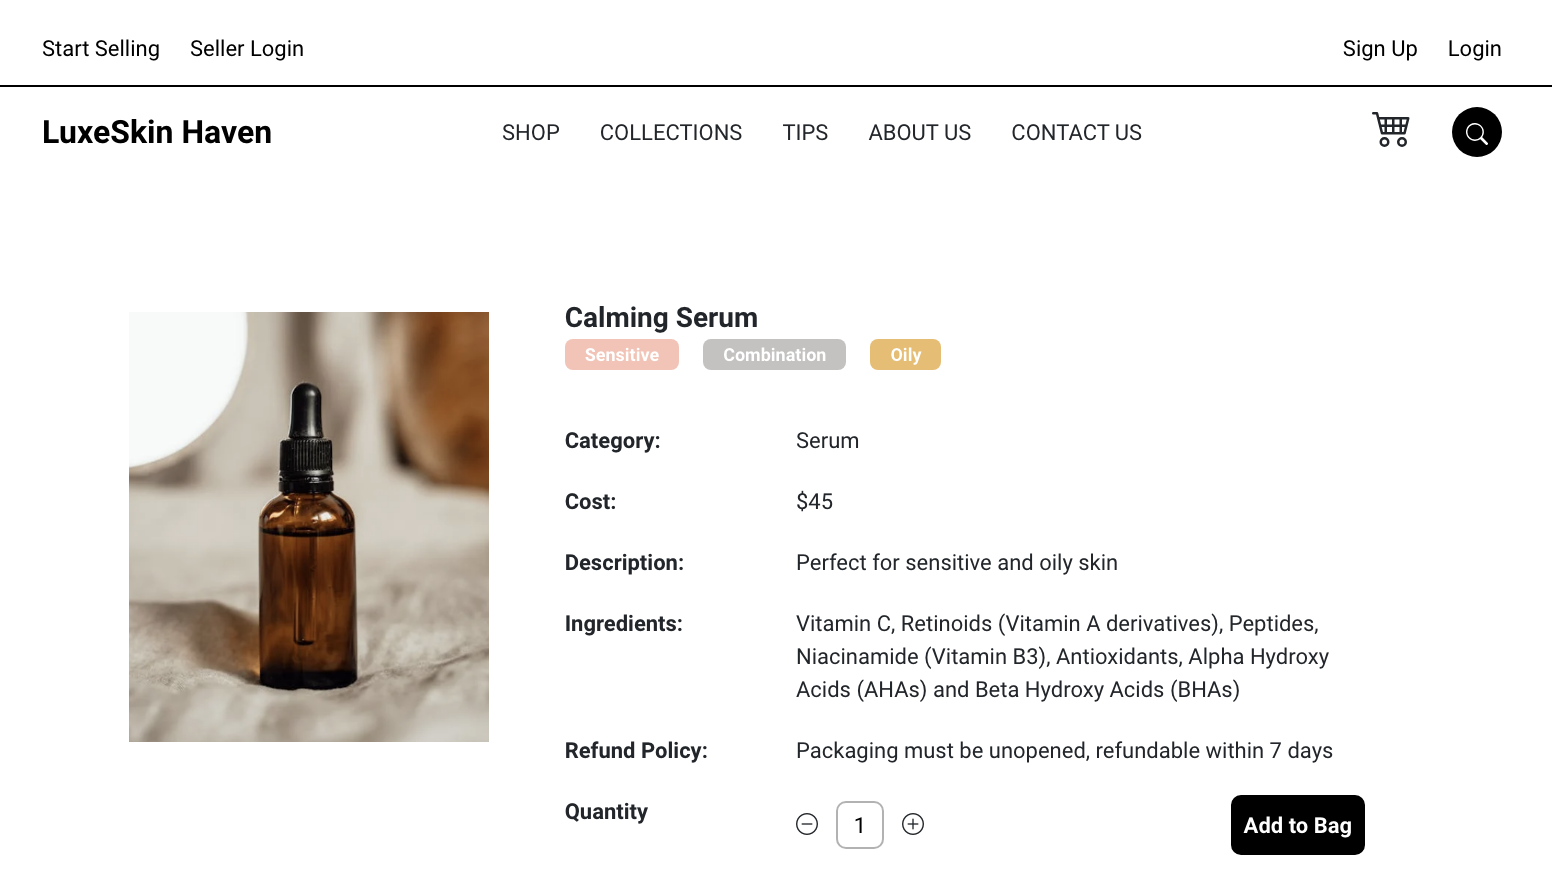 Start Selling Seller Login Sign Up Login
LuxeSkin Haven SHOP COLLECTIONS TIPS ABOUT US CONTACT US
Calming Serum
Sensitive Combination Oily
Category: Serum
Cost: $45
Description: Perfect for sensitive and oily skin
Ingredients: Vitamin C, Retinoids (Vitamin A derivatives), Peptides,
Niacinamide (Vitamin B3), Antioxidants, Alpha Hydroxy
Acids (AHAs) and Beta Hydroxy Acids (BHAs)
Refund Policy: Packaging must be unopened, refundable within 7 days
Quantity 1 Add to Bag